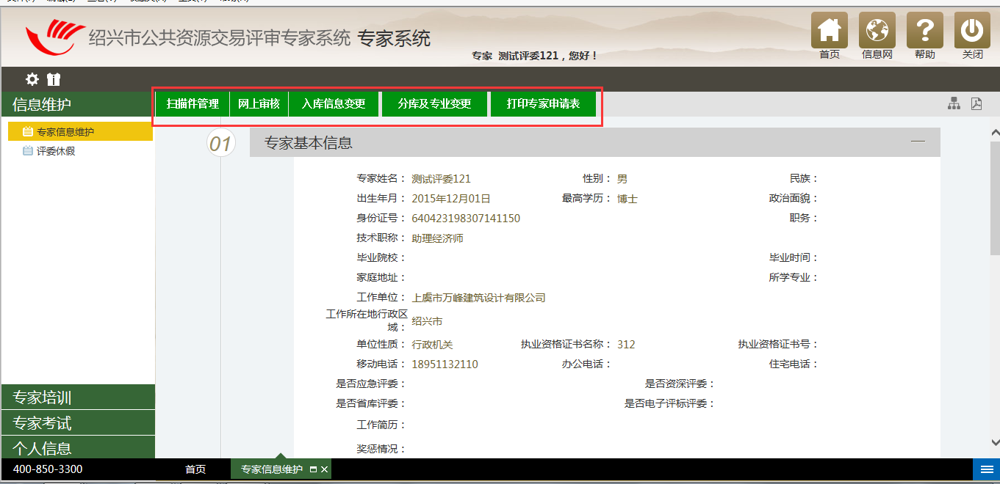 绍兴市公共资源交易评审专家系统 专家系统
专家 测试评委121，您好！
首页 信息网 帮助 关闭
信息维护
扫描件管理 网上审核 入库信息变更 分库及专业变更 打印专家申请表
专家信息维护
评委休假
01 专家基本信息
专家姓名： 测试评委121 性别： 男 民族：
出生年月： 2015年12月01日 最高学历： 博士 政治面貌：
身份证号： 640423198307141150 职务：
技术职称： 助理经济师
毕业院校： 毕业时间：
家庭地址： 所学专业：
工作单位： 上虞市万峰建筑设计有限公司
工作所在地行政区
域： 绍兴市
单位性质： 行政机关 执业资格证书名称： 312 执业资格证书号：
移动电话： 18951132110 办公电话： 住宅电话：
是否应急评委： 是否资深评委：
是否省库评委： 是否电子评标评委：
工作简历：
奖惩情况：
专家培训
专家考试
个人信息
400-850-3300 首页 专家信息维护